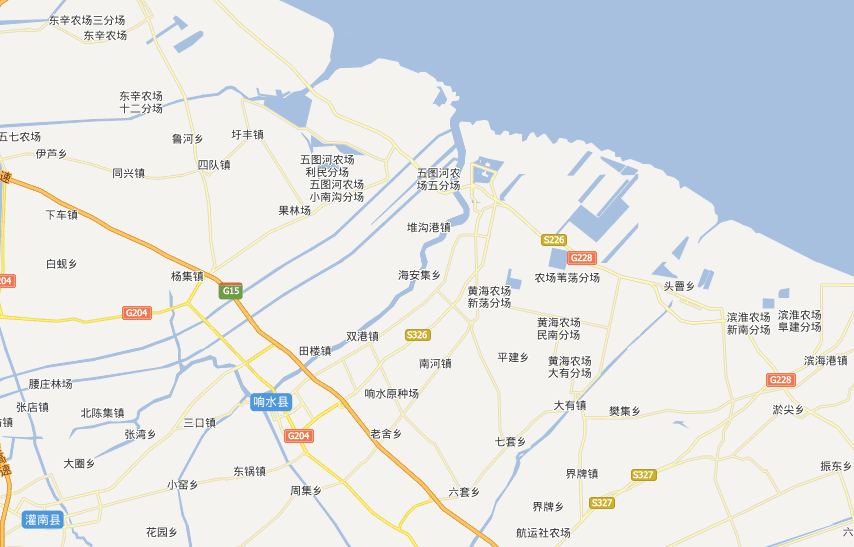 东辛农场三分场
东辛农场
东辛农场
十二分场
五七农场
伊芦乡
鲁河乡
圩丰镇
同兴镇
四队镇
五图河农场
利民分场
五图河农场
小南沟分场
五图河农
场五分场
速
下车镇
果林场
堆沟港镇
S226
G228
白蚬乡
杨集镇
G15
海安集乡
农场苇荡分场
头罾乡
204
G204
黄海农场
新荡分场
黄海农场
民南分场
滨淮农场
新南分场
滨淮农场
阜建分场
双港镇
S326
田楼镇
南河镇
平建乡
黄海农场
大有分场
滨海港镇
G228
腰庄林场
响水县
响水原种场
张店镇
北陈集镇
大有镇
樊集乡
淤尖乡
镇
三口镇
张湾乡
G204
老舍乡
七套乡
大圈乡
东锅镇
界牌镇
S327
振东乡
速
小窑乡
周集乡
六套乡
S327
界牌乡
灌南县
花园乡
航运社农场
六